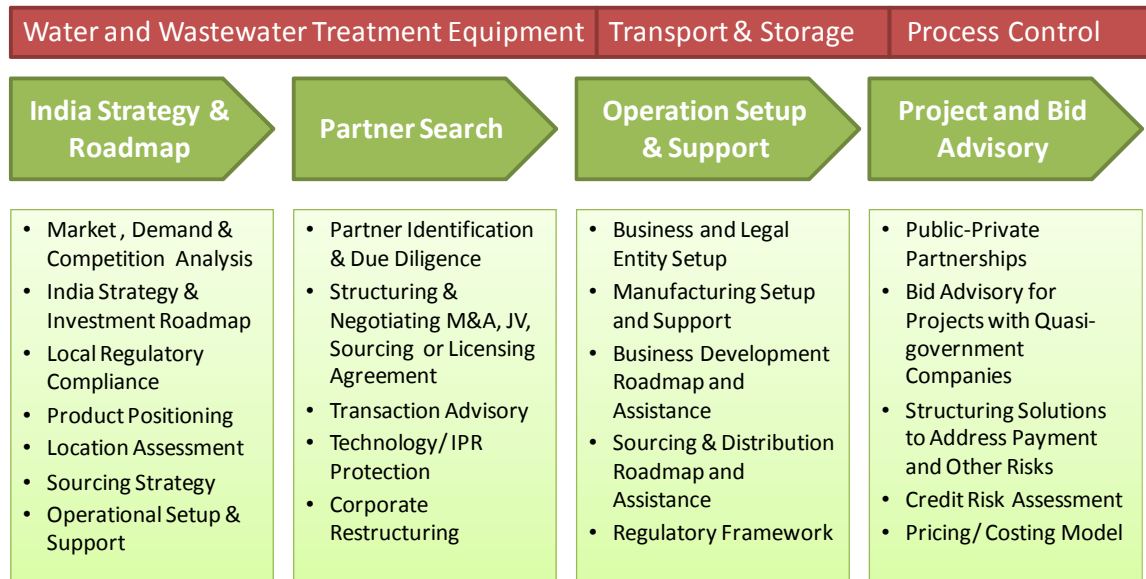 Water and Wastewater Treatment Equipment
Transport & Storage
Process Control
India Strategy &
Roadmap
Partner Search
Operation Setup
& Support
Project and Bid
Advisory
• Market , Demand &
Competition Analysis
• India Strategy &
Investment Roadmap
• Local Regulatory
Compliance
• Product Positioning
• Location Assessment
• Sourcing Strategy
• Operational Setup &
Support
• Partner Identification
& Due Diligence
• Structuring &
Negotiating M&A, JV,
Sourcing or Licensing
Agreement
• Transaction Advisory
• Technology/ IPR
Protection
• Corporate
Restructuring
• Business and Legal
Entity Setup
• Manufacturing Setup
and Support
• Business Development
Roadmap and
Assistance
• Sourcing & Distribution
Roadmap and
Assistance
• Regulatory Framework
• Public-Private
Partnerships
• Bid Advisory for
Projects with Quasi-
government
Companies
• Structuring Solutions
to Address Payment
and Other Risks
• Credit Risk Assessment
• Pricing/ Costing Model